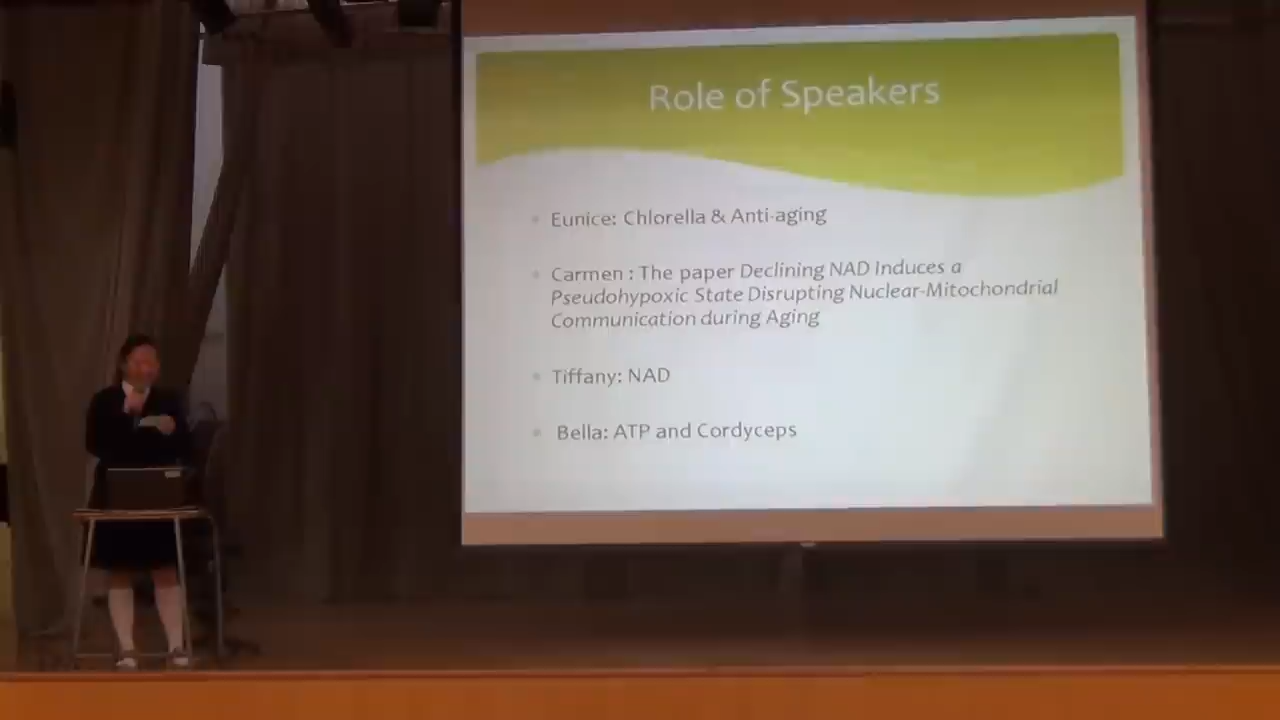 Role of Speakers
Eunice: Chlorella & Anti-aging
Carmen : The paper Declining NAD Induces a
Pseudohypoxic State Disrupting Nuclear-Mitochondrial
Communication during Aging
Tiffany: NAD
Bella: ATP and Cordyceps